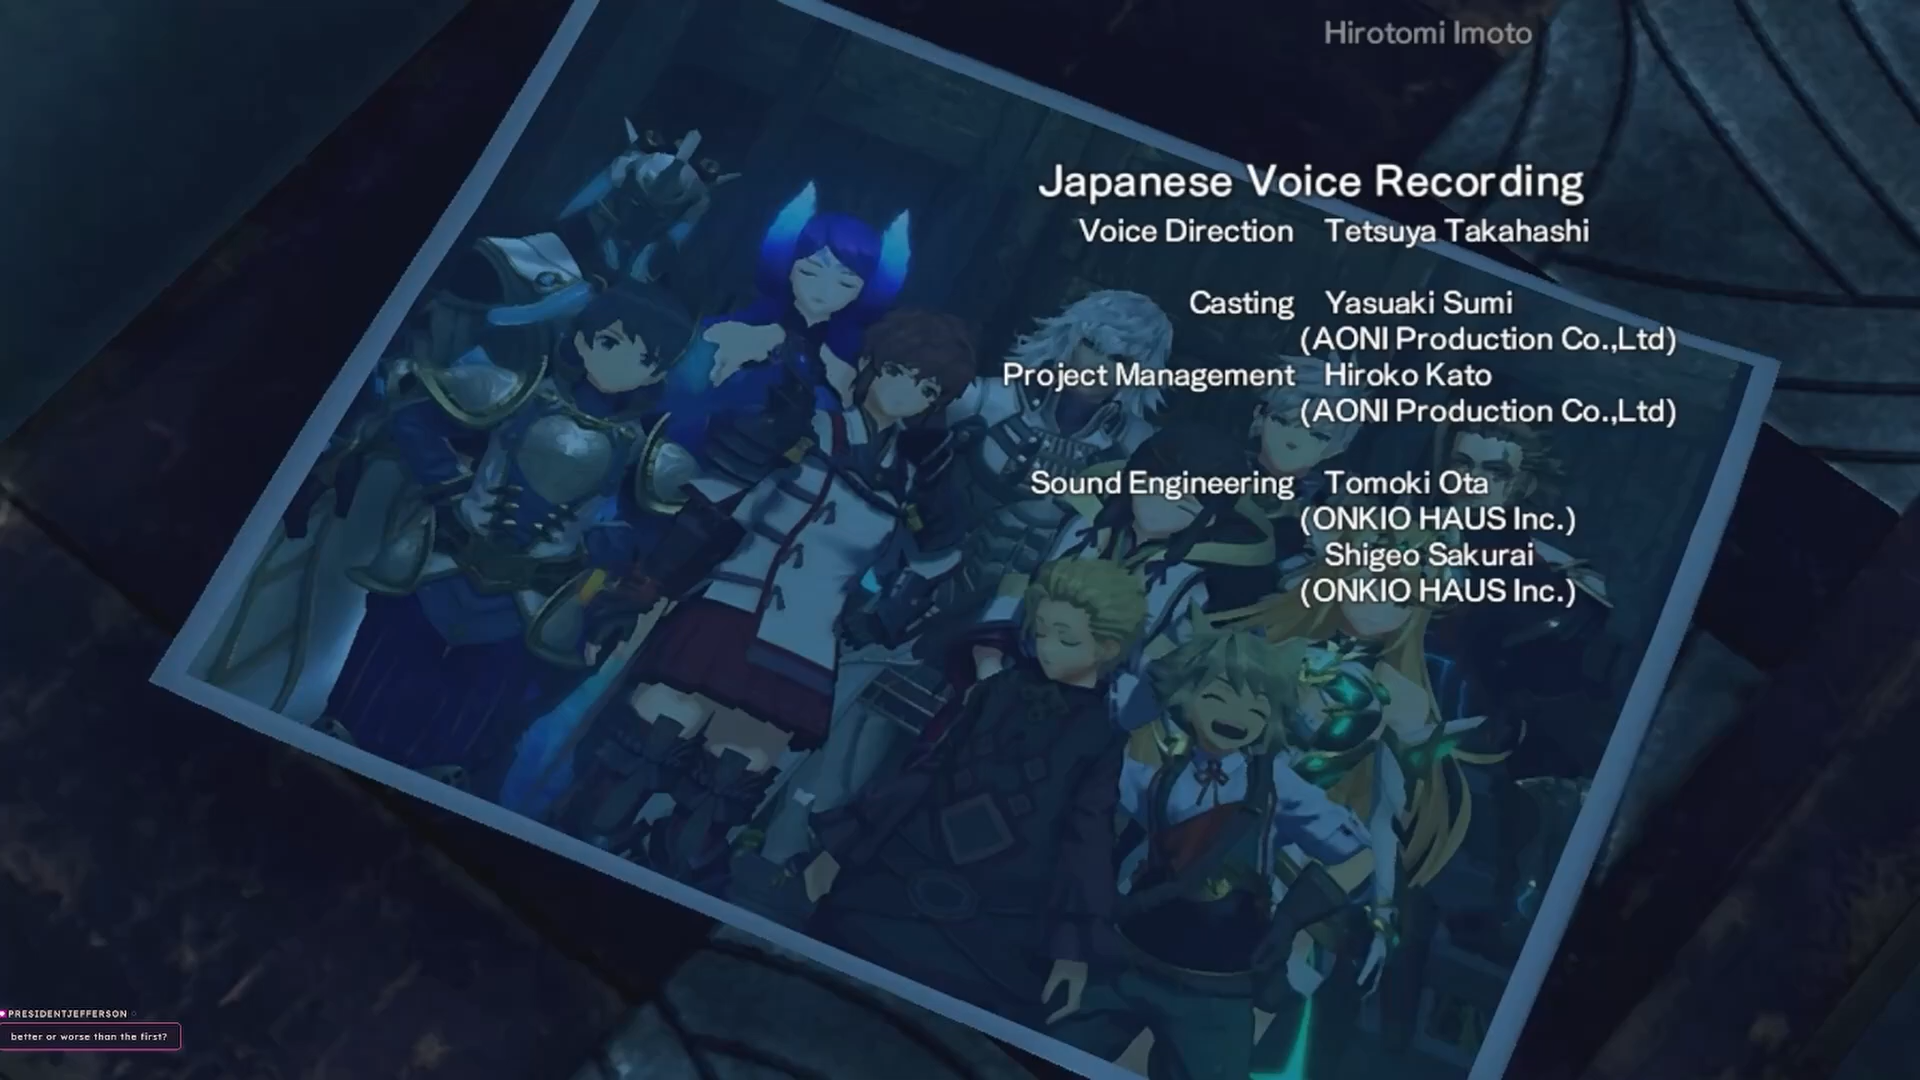 Hirotomi Imoto
Japanese Voice Recording
Voice Direction Tetsuya Takahashi
Casting Yasuaki Sumi
(AONI Production Co.,Ltd)
Project Management Hiroko Kato
(AONI Production Co.,Ltd)
Sound Engineering Tomoki Ota
(ONKIO HAUS Inc.)
Shigeo Sakurai
(ONKIO HAUS Inc.)
PRESIDENTJEFFERSON
better or worse than the first?